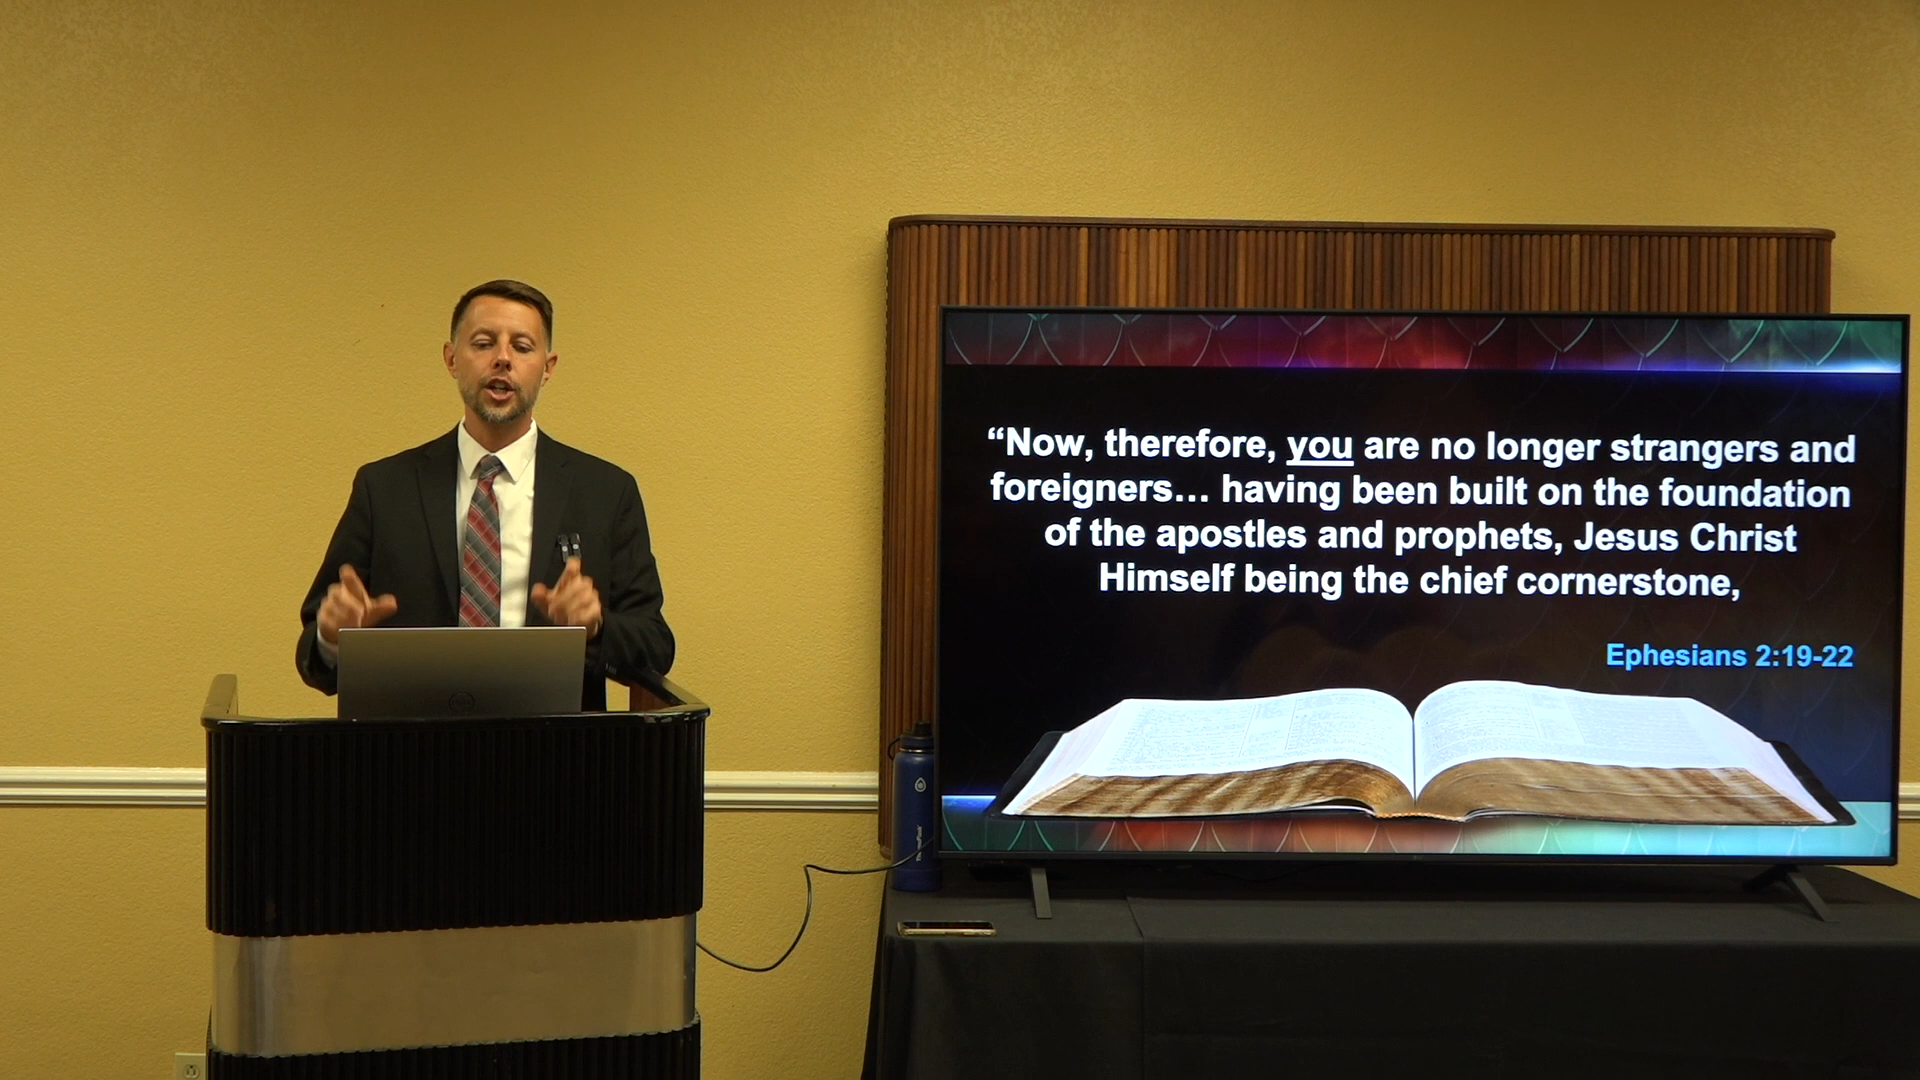 “Now, therefore, you are no longer strangers and
foreigners… having been built on the foundation
of the apostles and prophets, Jesus Christ
Himself being the chief cornerstone,
Ephesians 2:19-22
ThermoFlask